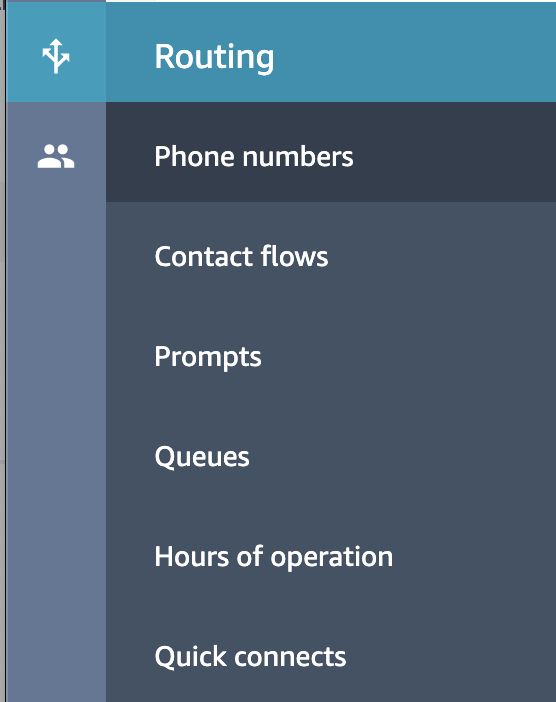 Routing
Phone numbers
Contact flows
Prompts
Queues
Hours of operation
Quick connects